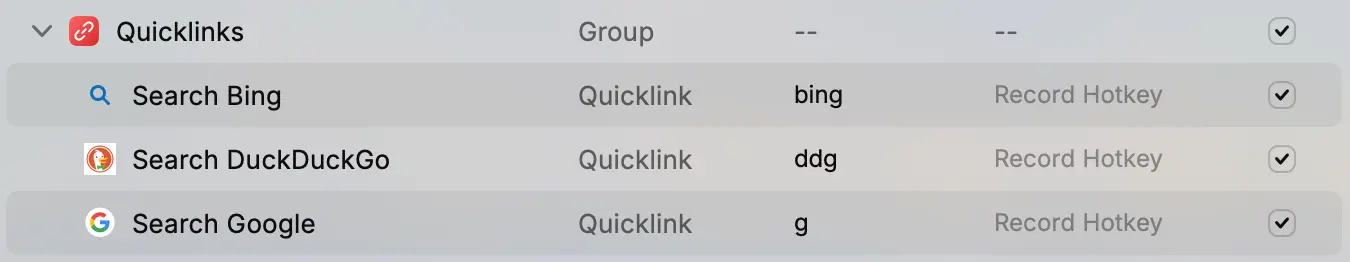 Quicklinks Group -- --
Search Bing Quicklink bing Record Hotkey
Search DuckDuckGo Quicklink ddg Record Hotkey
Search Google Quicklink g Record Hotkey